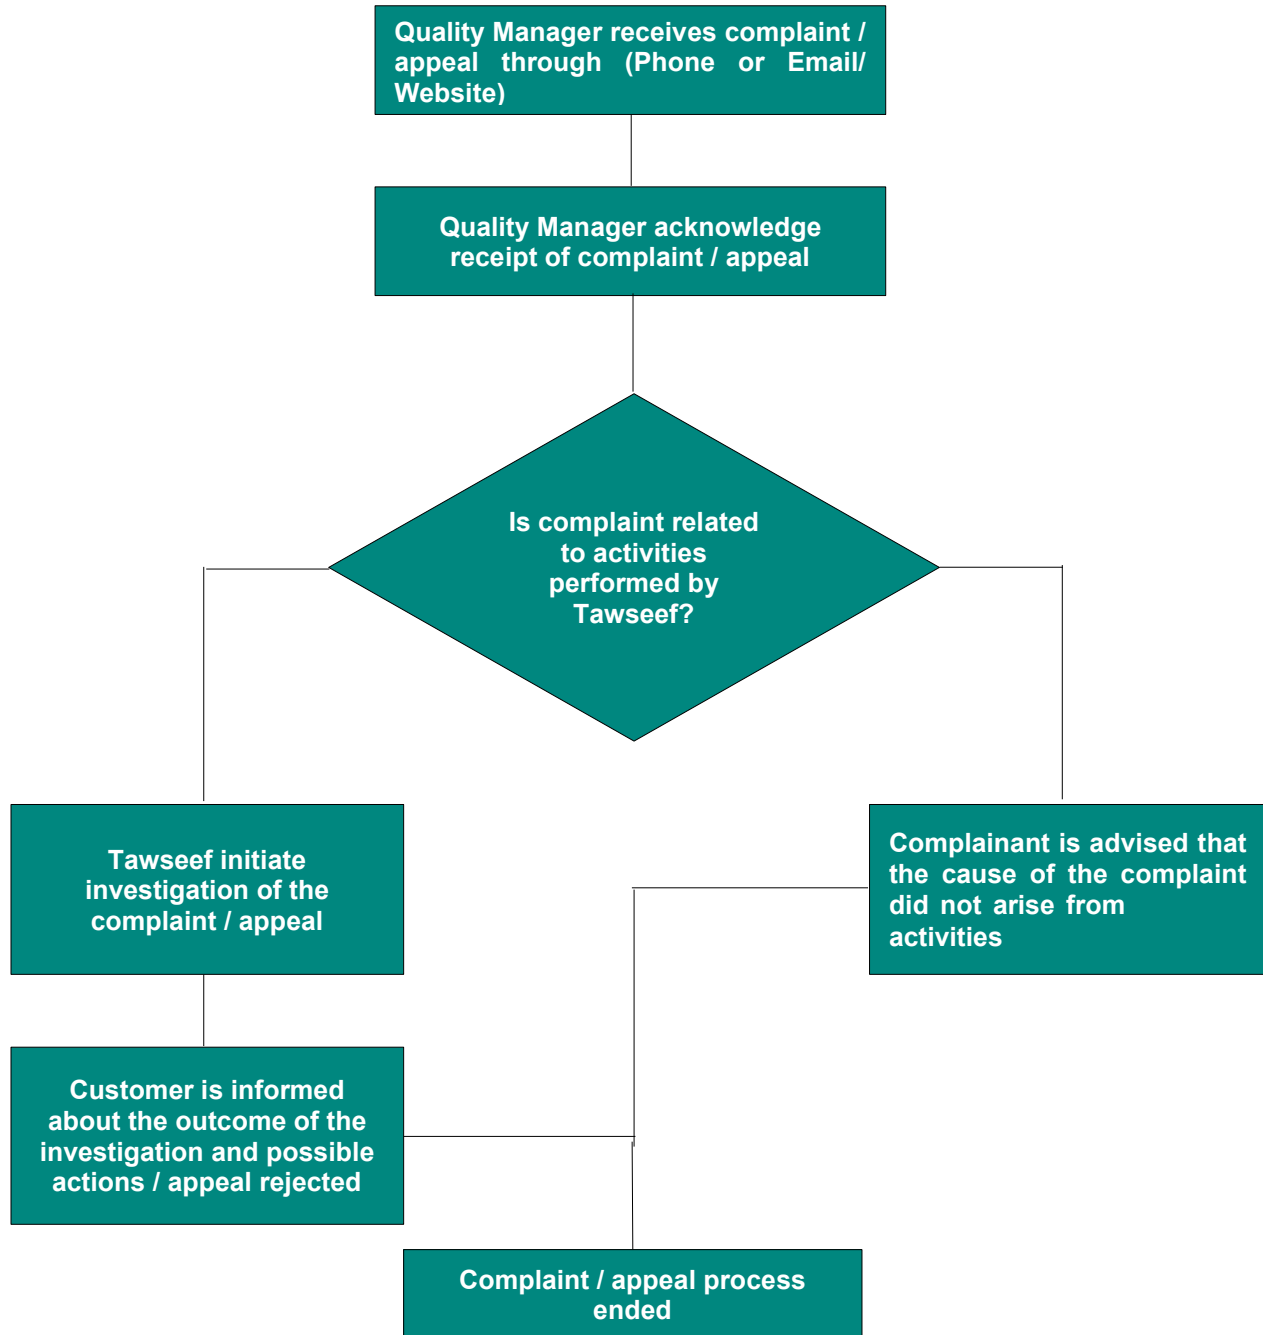 Quality Manager receives complaint /
appeal through (Phone or Email/
Website)
Quality Manager acknowledge
receipt of complaint / appeal
Is complaint related
to activities
performed by
Tawseef?
Tawseef initiate
investigation of the
complaint / appeal
Complainant is advised that
the cause of the complaint
did not arise from
activities
Customer is informed
about the outcome of the
investigation and possible
actions / appeal rejected
Complaint / appeal process
ended